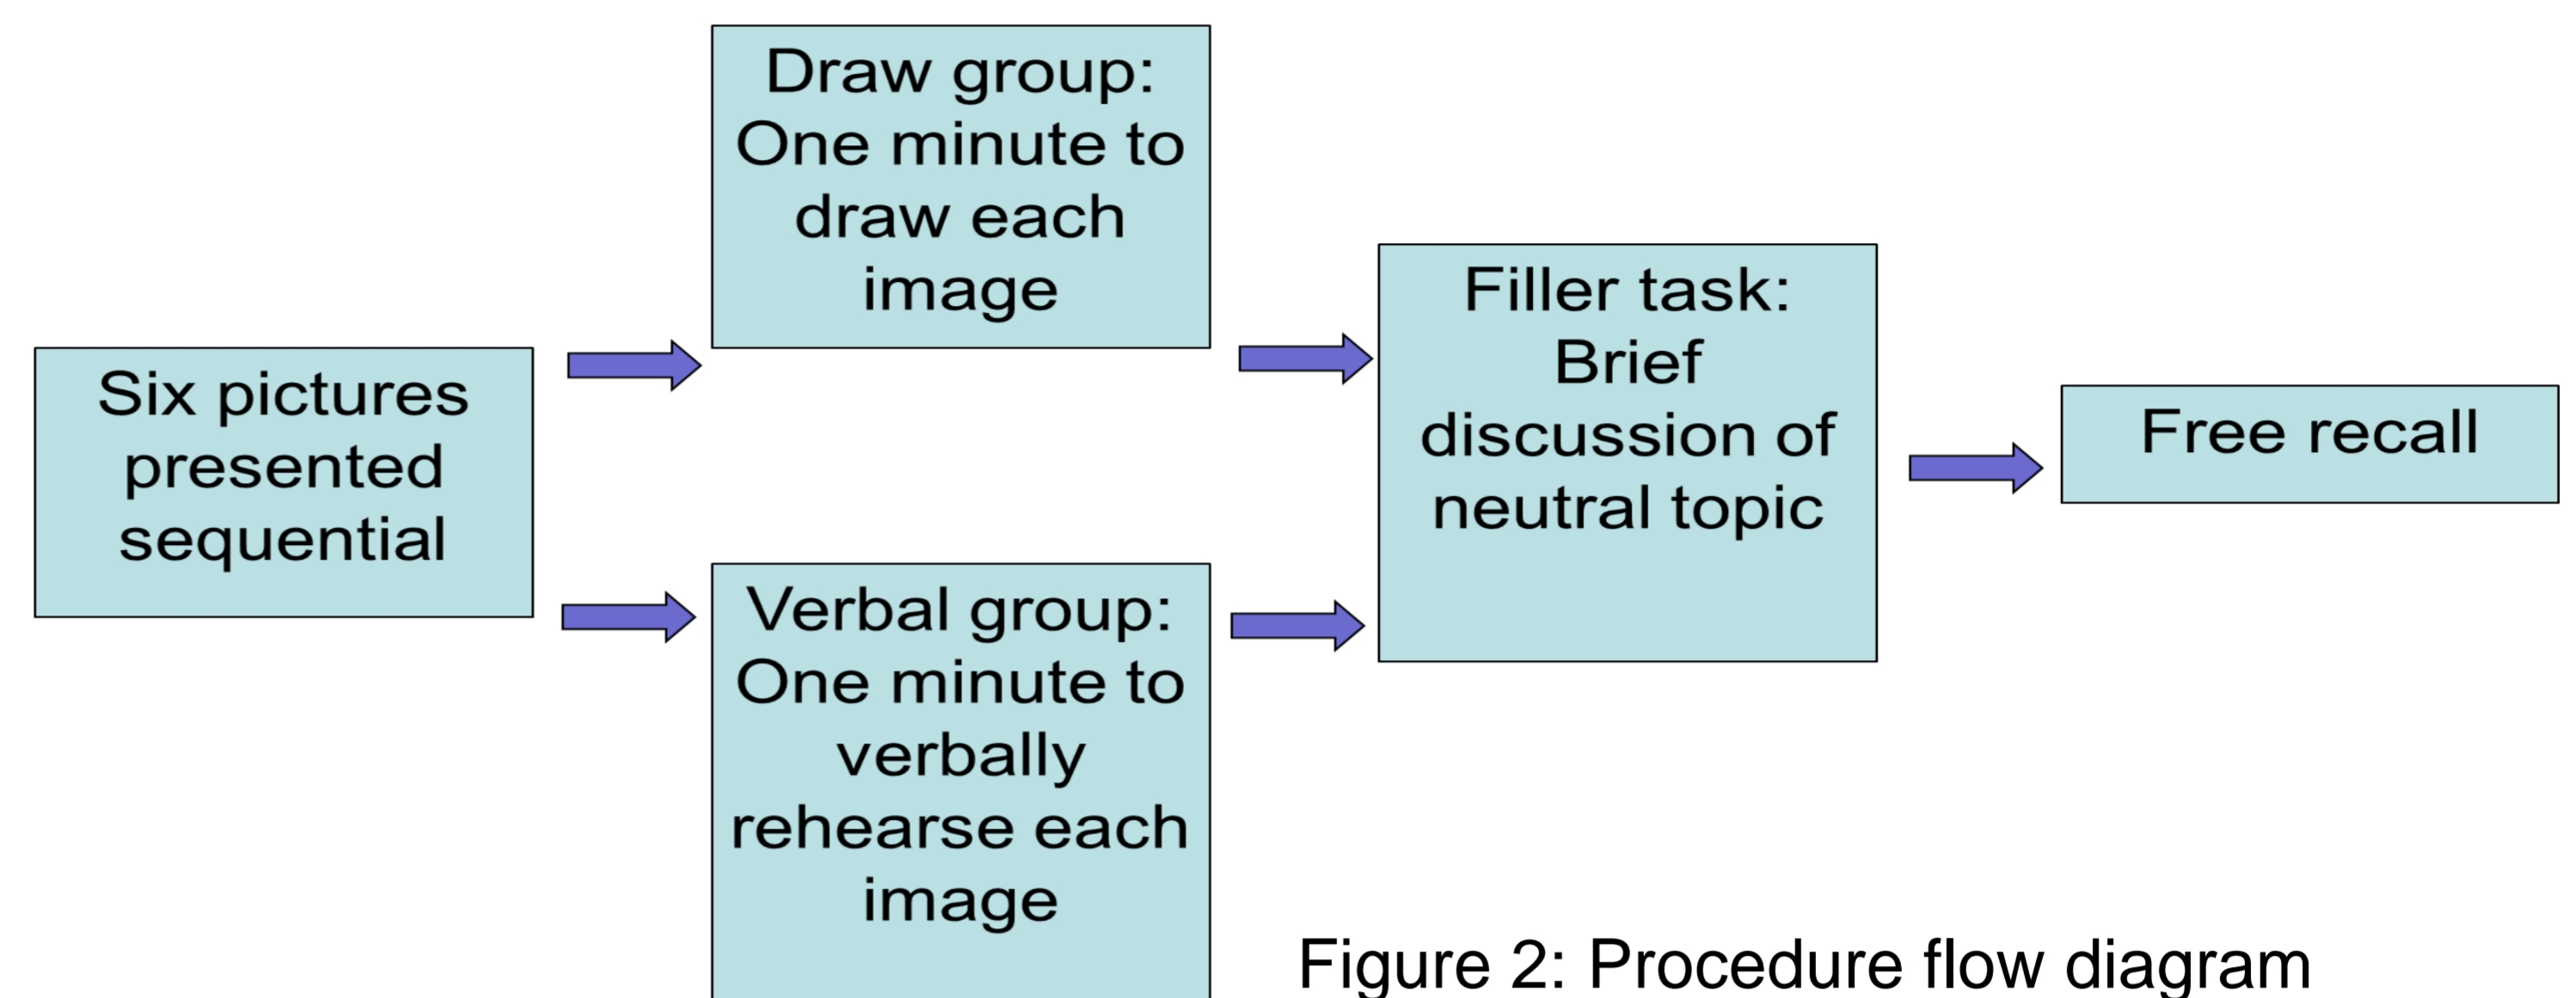 Six pictures
presented
sequential
Draw group:
One minute to
draw each
image
Verbal group:
One minute to
verbally
rehearse each
image
Filler task:
Brief
discussion of
neutral topic
Free recall
Figure 2: Procedure flow diagram